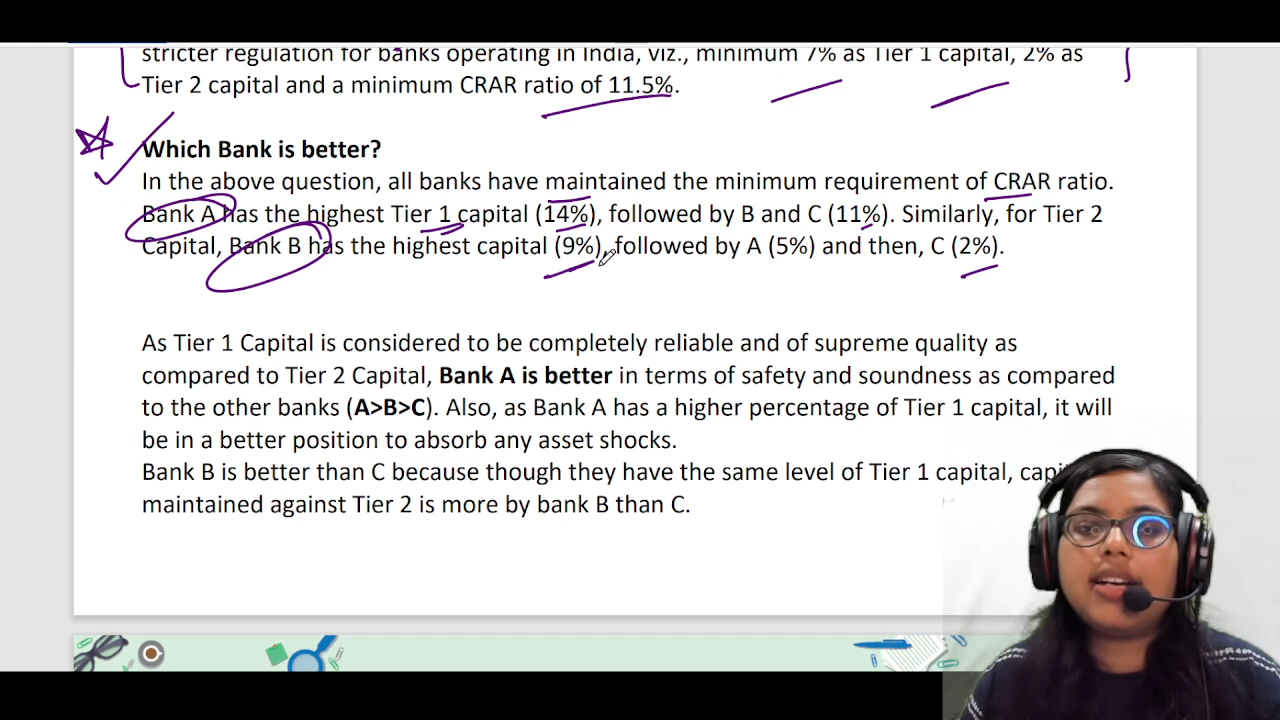 stricter regulation for banks operating in India, viz., minimum 7% as Tier 1 capital, 2% as
Tier 2 capital and a minimum CRAR ratio of 11.5%.
Which Bank is better?
In the above question, all banks have maintained the minimum requirement of CRAR ratio.
Bank A has the highest Tier 1 capital (14%), followed by B and C (11%). Similarly, for Tier 2
Capital, Bank B has the highest capital (9%), followed by A (5%) and then, C (2%).
As Tier 1 Capital is considered to be completely reliable and of supreme quality as
compared to Tier 2 Capital, Bank A is better in terms of safety and soundness as compared
to the other banks (A>B>C). Also, as Bank A has a higher percentage of Tier 1 capital, it will
be in a better position to absorb any asset shocks.
Bank B is better than C because though they have the same level of Tier 1 capital,
maintained against Tier 2 is more by bank B than C.